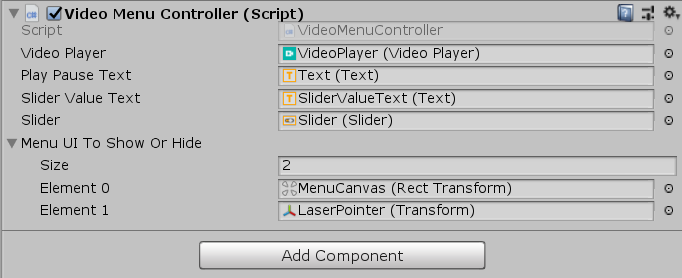 Video Menu Controller (Script)
Script VideoMenuController
Video Player VideoPlayer (Video Player)
Play Pause Text Text (Text)
Slider Value Text SliderValueText (Text)
Slider Slider (Slider)
Menu UI To Show Or Hide
Size 2
Element 0 MenuCanvas (Rect Transform)
Element 1 LaserPointer (Transform)
Add Component